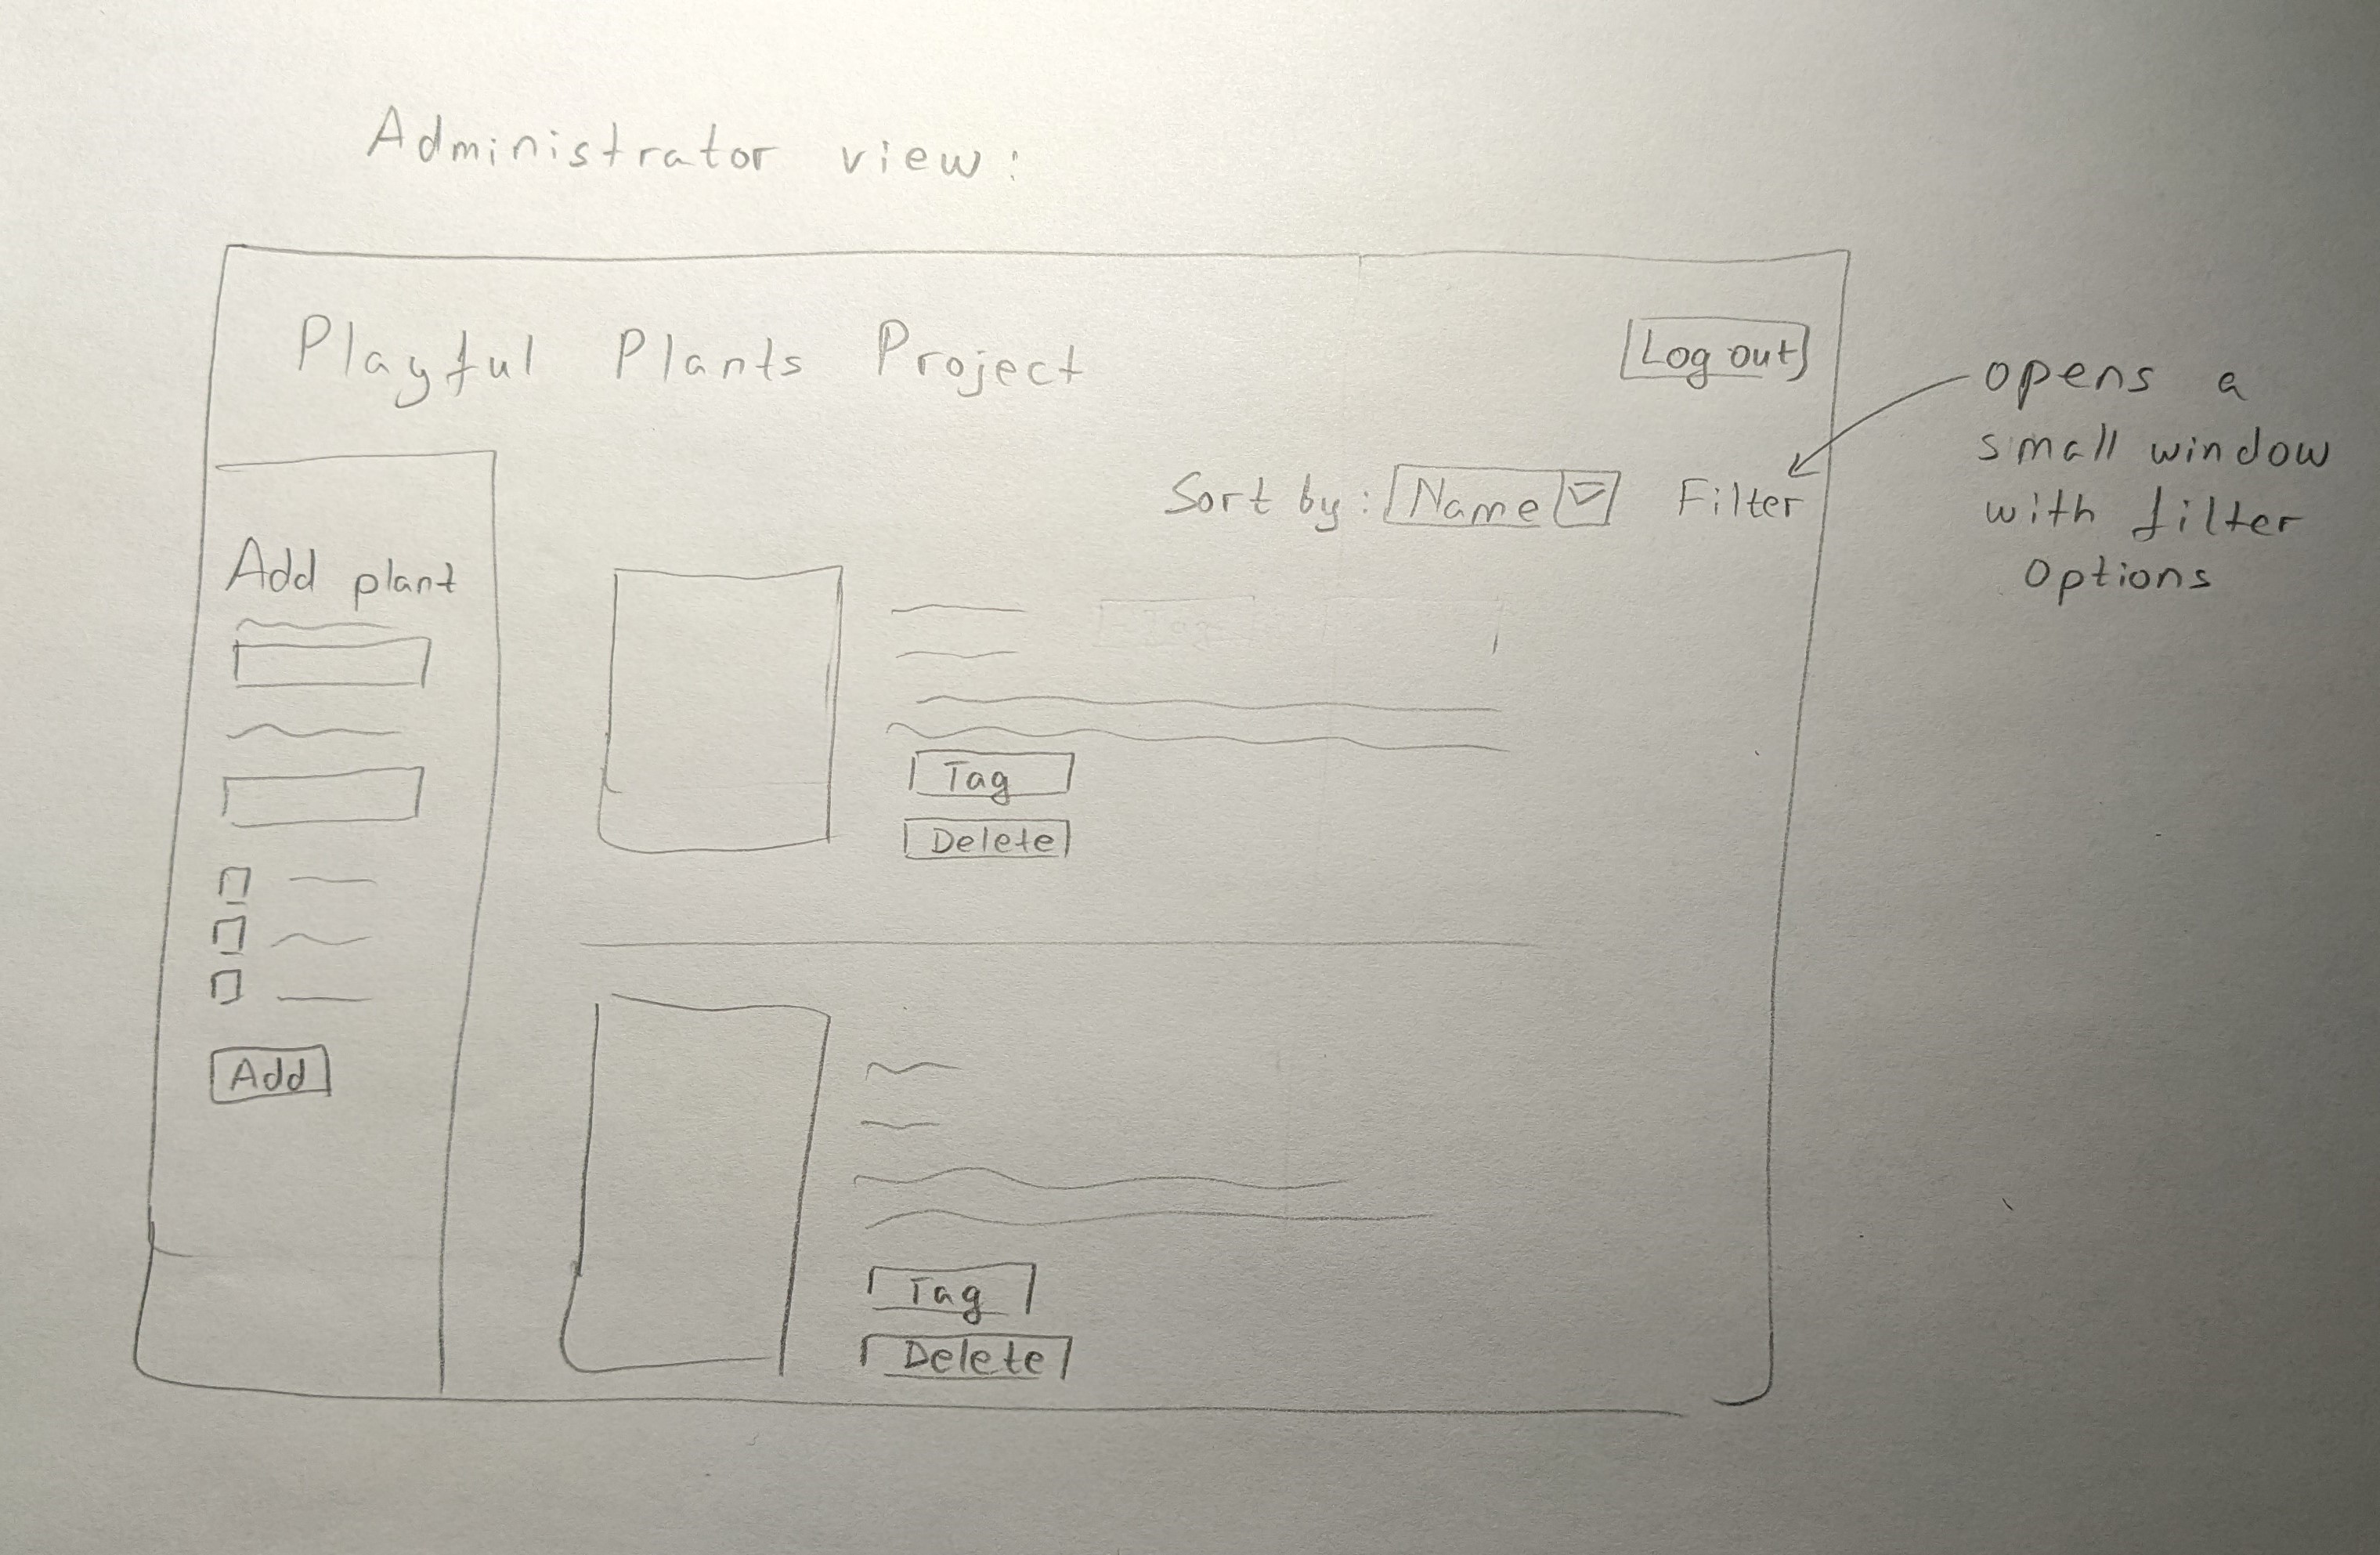 Administrator view:
Playful Plants Project
Log out
opens a
small window
with filter
options
Sort by: Name Filter
Add plant
Tag
Delete
Add
Tag
Delete